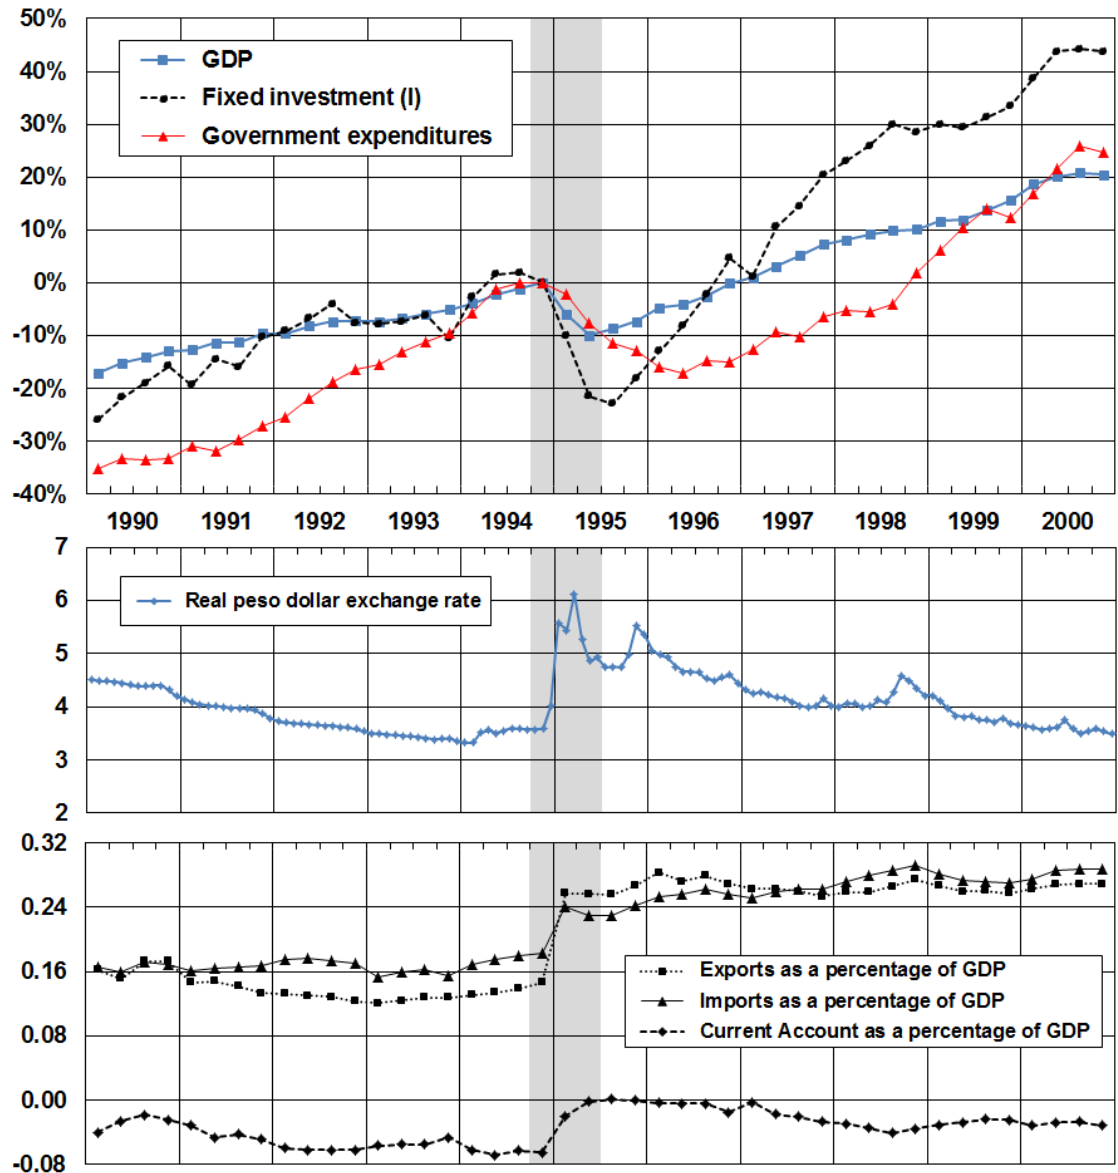 50%
40%
30%
20%
10%
0%
-10%
-20%
-30%
-40%
GDP
Fixed investment (I)
Government expenditures
1990 1991 1992 1993 1994 1995 1996 1997 1998 1999 2000
7
6
5
4
3
2
Real peso dollar exchange rate
0.32
0.24
0.16
0.08
0.00
-0.08
Exports as a percentage of GDP
Imports as a percentage of GDP
Current Account as a percentage of GDP